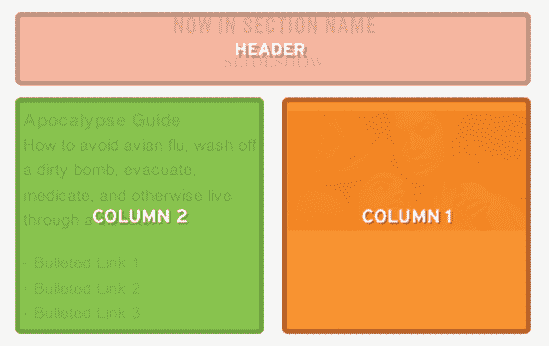 NOW IN SECTION NAME
HEADER
SLIDESHOW
Apocalypse Guide
How to avoid avian flu, wash off
a dirty bomb, evacuate,
medicate, and otherwise live
through a
COLUMN 2
- Bulleted Link 1
- Bulleted Link 2
- Bulleted Link 3
COLUMN 1